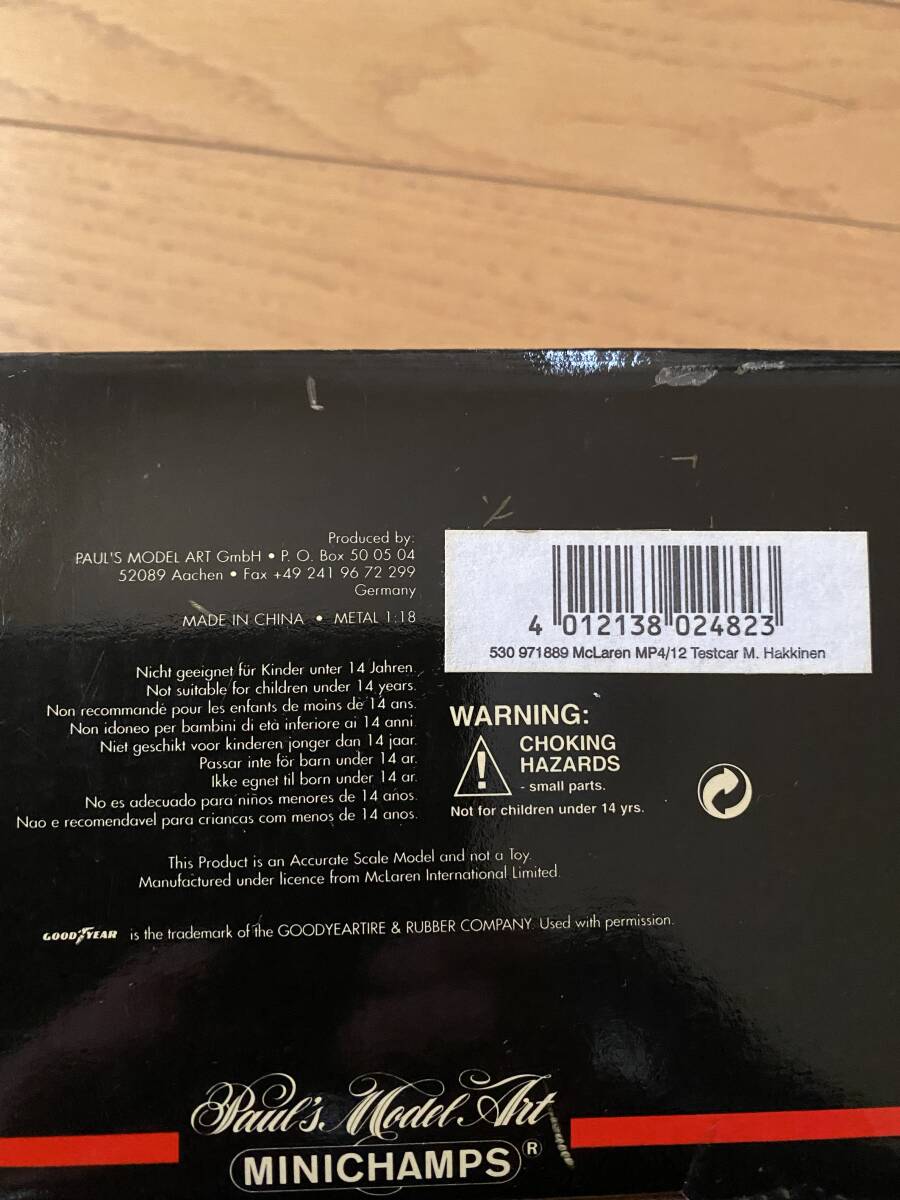 Produced by:
PAUL'S MODEL ART GmbH • P. O. Box 50 05 04
52089 Aachen • Fax +49 241 96 72 299
Germany
MADE IN CHINA • METAL 1:18
Nicht geeignet für Kinder unter 14 Jahren.
Not suitable for children under 14 years.
Non recommandé pour les enfants de moins de 14 ans.
Non idoneo per bambini di età inferiore ai 14 anni.
Niet geschikt voor kinderen jonger dan 14 jaar.
Passar inte för barn under 14 ar.
Ikke egnet til born under 14 ar.
No es adecuado para niños menores de 14 anos.
Nao e recomendavel para criancas com menos de 14 anos.
4 012138 024823
530 971889 McLaren MP4/12 Testcar M. Hakkinen
WARNING:
CHOKING
HAZARDS
- small parts.
Not for children under 14 yrs.
This Product is an Accurate Scale Model and not a Toy.
Manufactured under licence from McLaren International Limited.
GOODYEAR is the trademark of the GOODYEARTIRE & RUBBER COMPANY. Used with permission.
Paul's Model Art
MINICHAMPS®